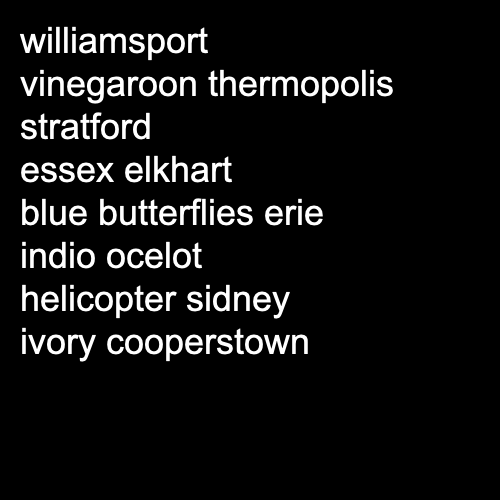 williamsport
vinegaroon thermopolis
stratford
essex elkhart
blue butterflies erie
indio ocelot
helicopter sidney
ivory cooperstown